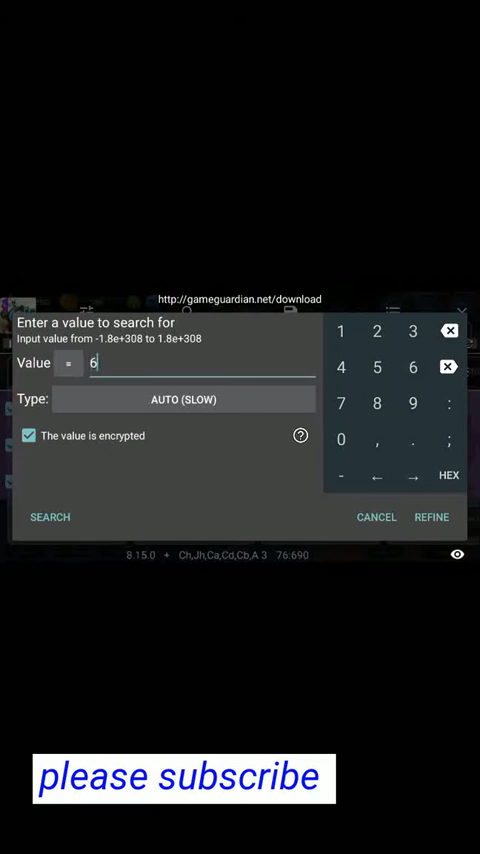 http://gameguardian.net/download
Enter a value to search for
Input value from -1.8e+308 to 1.8e+308
Value = 6
Type: AUTO (SLOW)
The value is encrypted
1 2 3
4 5 6
7 8 9 :
0 , . ;
- ← → HEX
SEARCH CANCEL REFINE
8.15.0 + Ch,Jh,Ca,Cd,Cb,A 3 76:690
please subscribe